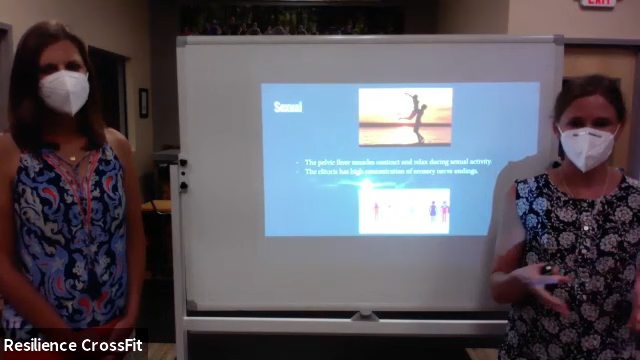 EXIT
Sexual
- The pelvic floor muscles contract and relax during sexual activity.
- The clitoris has high concentration of sensory nerve endings.
Resilience CrossFit